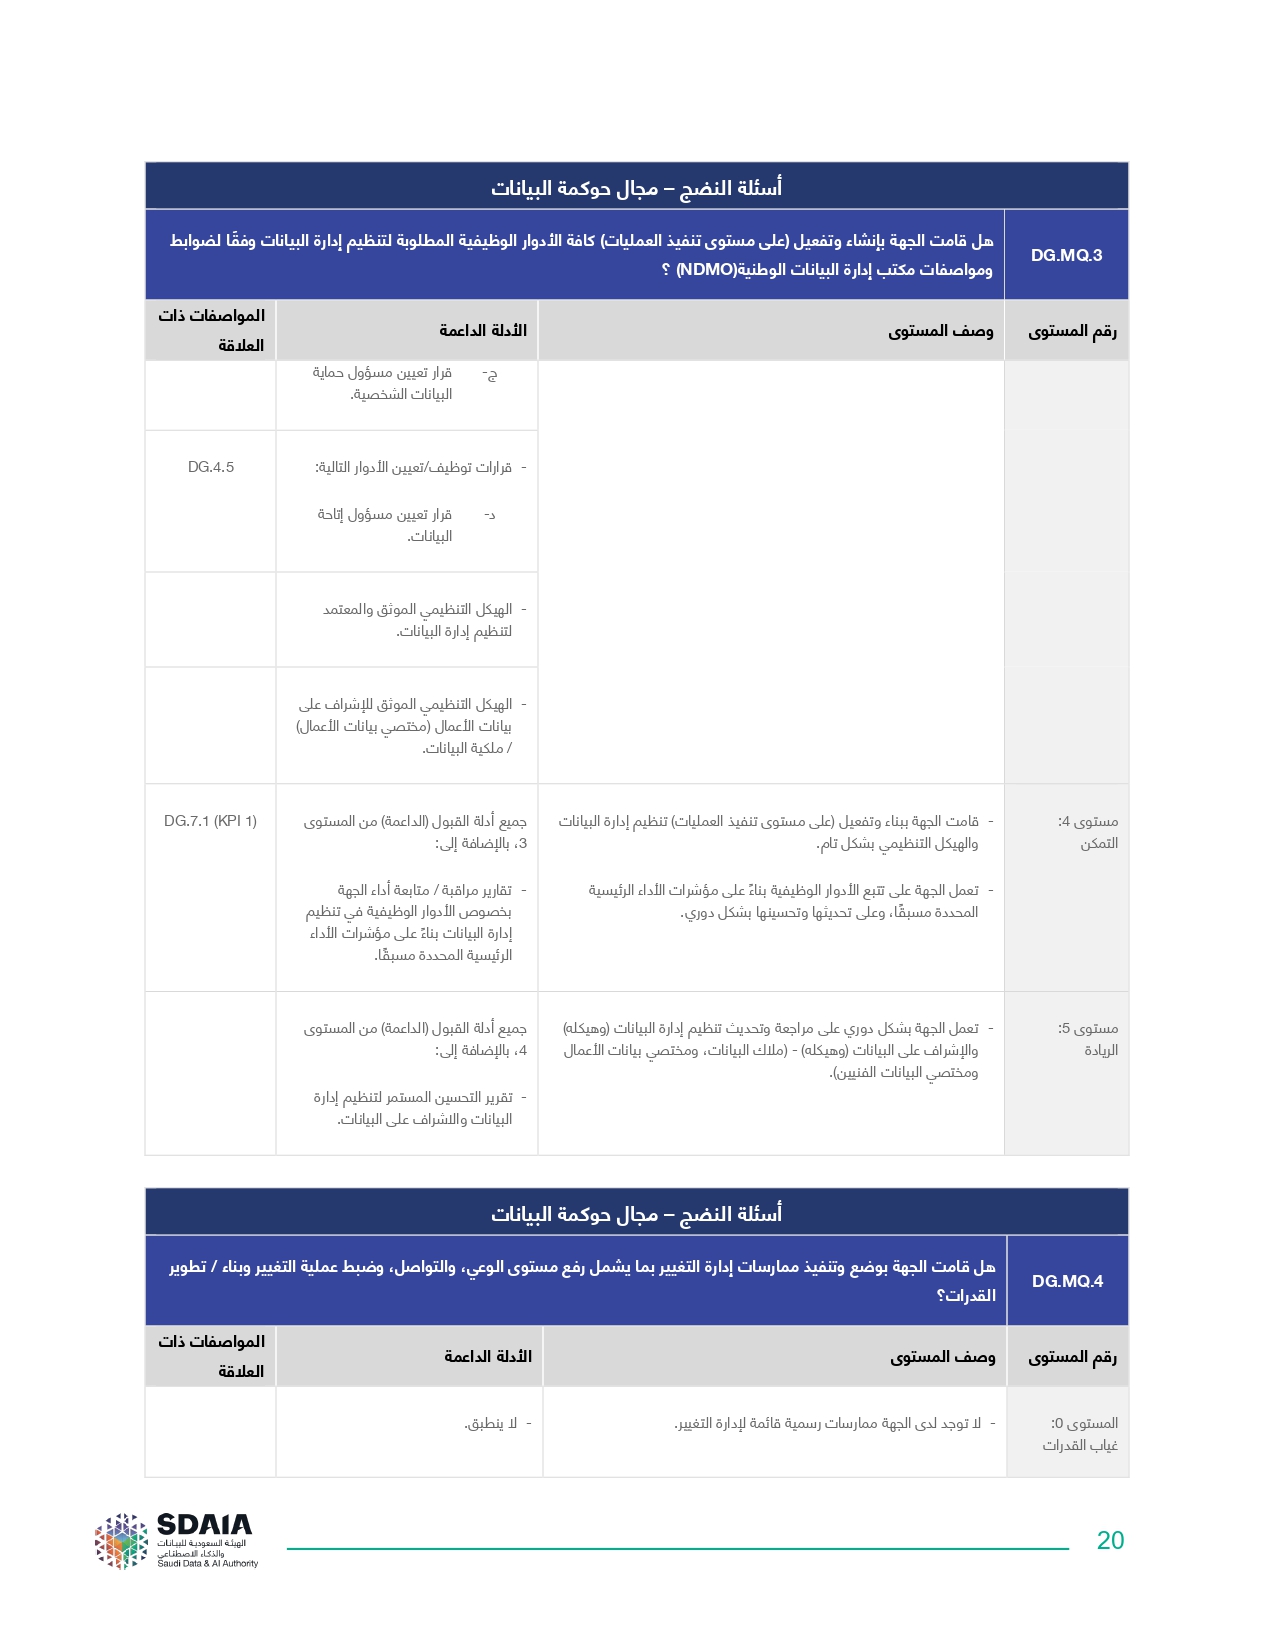 أسئلة النضج – مجال حوكمة البيانات
DG.MQ.3
هل قامت الجهة بإنشاء وتفعيل (على مستوى تنفيذ العمليات) كافة الأدوار الوظيفية المطلوبة لتنظيم إدارة البيانات وفقًا لضوابط
ومواصفات مكتب إدارة البيانات الوطنية(NDMO) ؟
رقم المستوى
وصف المستوى
الأدلة الداعمة
المواصفات ذات
العلاقة
ج- قرار تعيين مسؤول حماية
البيانات الشخصية.
- قرارات توظيف/تعيين الأدوار التالية:
DG.4.5
د- قرار تعيين مسؤول إتاحة
البيانات.
- الهيكل التنظيمي الموثق والمعتمد
لتنظيم إدارة البيانات.
- الهيكل التنظيمي الموثق للإشراف على
بيانات الأعمال (مختصي بيانات الأعمال)
/ ملكية البيانات.
مستوى 4:
التمكن
- قامت الجهة ببناء وتفعيل (على مستوى تنفيذ العمليات) تنظيم إدارة البيانات
والهيكل التنظيمي بشكل تام.
- تعمل الجهة على تتبع الأدوار الوظيفية بناءً على مؤشرات الأداء الرئيسية
المحددة مسبقًا، وعلى تحديثها وتحسينها بشكل دوري.
جميع أدلة القبول (الداعمة) من المستوى
3، بالإضافة إلى:
- تقارير مراقبة / متابعة أداء الجهة
بخصوص الأدوار الوظيفية في تنظيم
إدارة البيانات بناءً على مؤشرات الأداء
الرئيسية المحددة مسبقًا.
DG.7.1 (KPI 1)
مستوى 5:
الريادة
- تعمل الجهة بشكل دوري على مراجعة وتحديث تنظيم إدارة البيانات (وهيكله)
والإشراف على البيانات (وهيكله) - (ملاك البيانات، ومختصي بيانات الأعمال
ومختصي البيانات الفنيين).
جميع أدلة القبول (الداعمة) من المستوى
4، بالإضافة إلى:
- تقرير التحسين المستمر لتنظيم إدارة
البيانات والاشراف على البيانات.
أسئلة النضج – مجال حوكمة البيانات
DG.MQ.4
هل قامت الجهة بوضع وتنفيذ ممارسات إدارة التغيير بما يشمل رفع مستوى الوعي، والتواصل، وضبط عملية التغيير وبناء / تطوير
القدرات؟
رقم المستوى
وصف المستوى
الأدلة الداعمة
المواصفات ذات
العلاقة
المستوى 0:
غياب القدرات
- لا توجد لدى الجهة ممارسات رسمية قائمة لإدارة التغيير.
- لا ينطبق.
SDAIA
الهيئة السعودية للبيانات
والذكاء الاصطناعي
Saudi Data & AI Authority
20